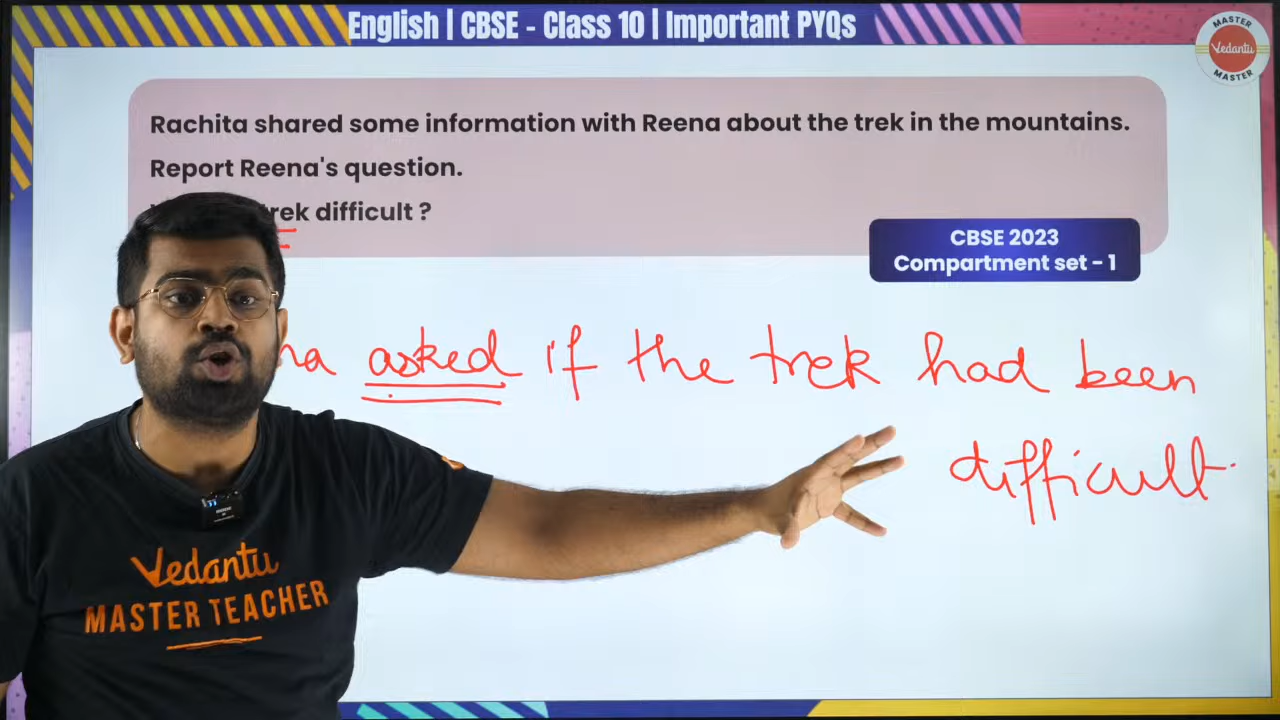 English | CBSE - Class 10 | Important PYQs
MASTER
Vedantu
MASTER
Rachita shared some information with Reena about the trek in the mountains.
Report Reena's question.
trek difficult ?
CBSE 2023
Compartment set - 1
asked if the trek had been
difficult.
Vedantu
MASTER TEACHER